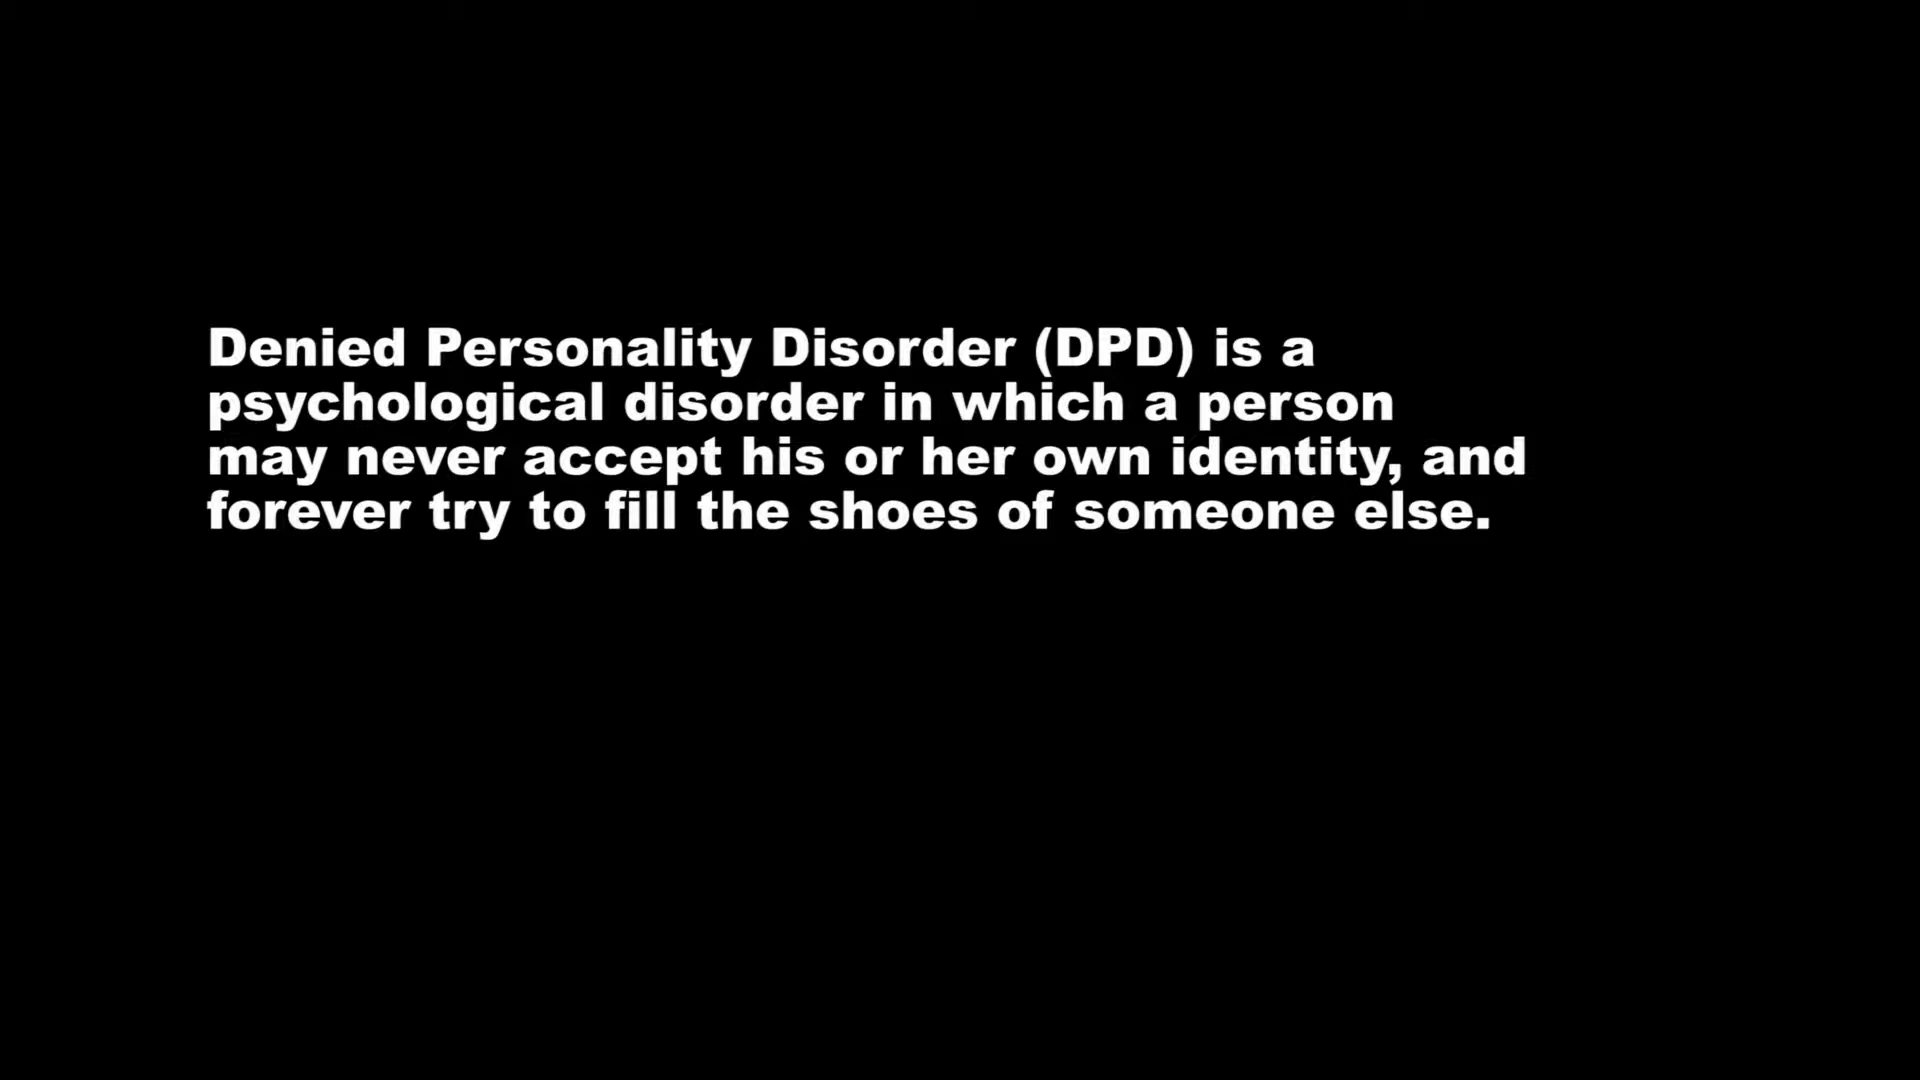 Denied Personality Disorder (DPD) is a
psychological disorder in which a person
may never accept his or her own identity, and
forever try to fill the shoes of someone else.